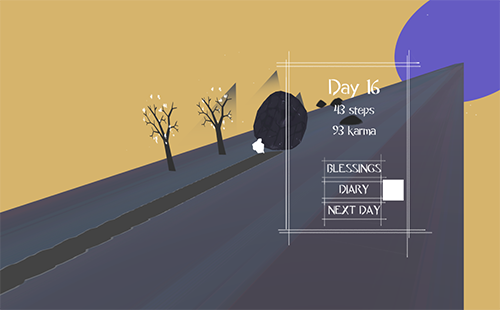 Day 16
43 steps
93 karma
BLESSINGS
DIARY
NEXT DAY